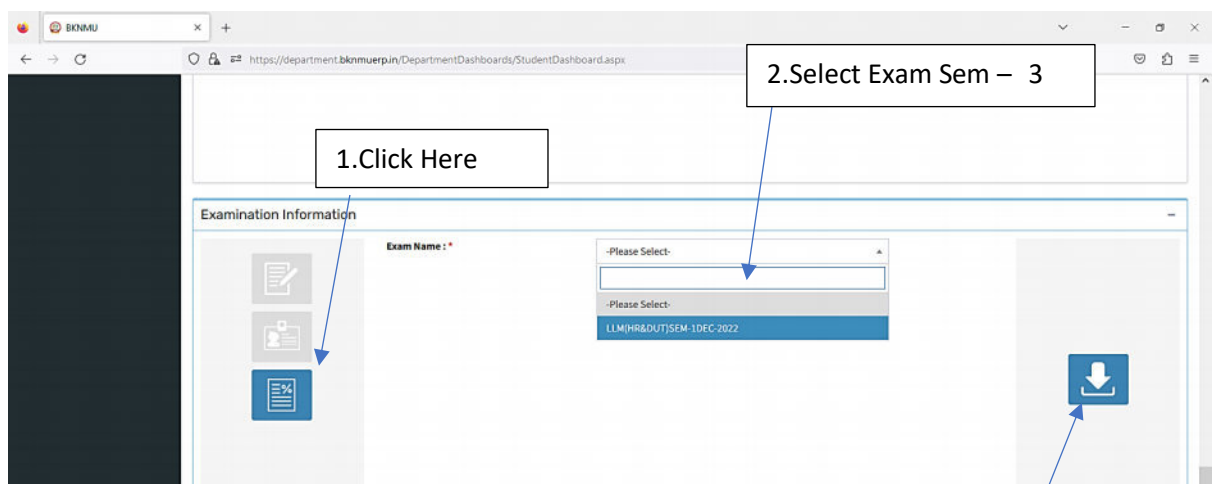 BKNMU
https://department.bknmuerp.in/DepartmentDashboards/StudentDashboard.aspx
2.Select Exam Sem – 3
1.Click Here
Examination Information
Exam Name : *
-Please Select-
-Please Select-
LLM(HR&DUT)SEM-1DEC-2022